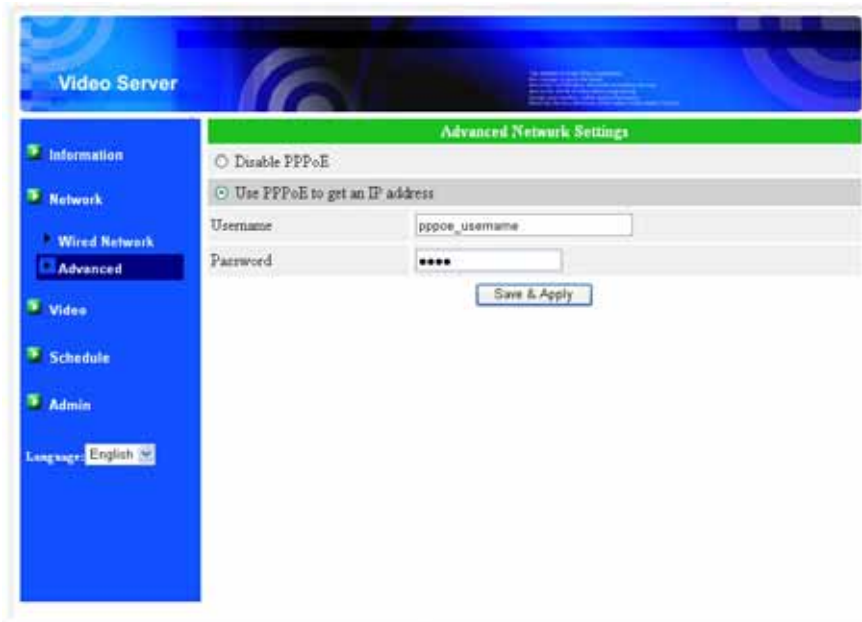 Video Server
Information
Network
Wired Network
Advanced
Video
Schedule
Admin
Language: English
Advanced Network Settings
Disable PPPoE
Use PPPoE to get an IP address
Username pppoe_username
Password ••••
Save & Apply